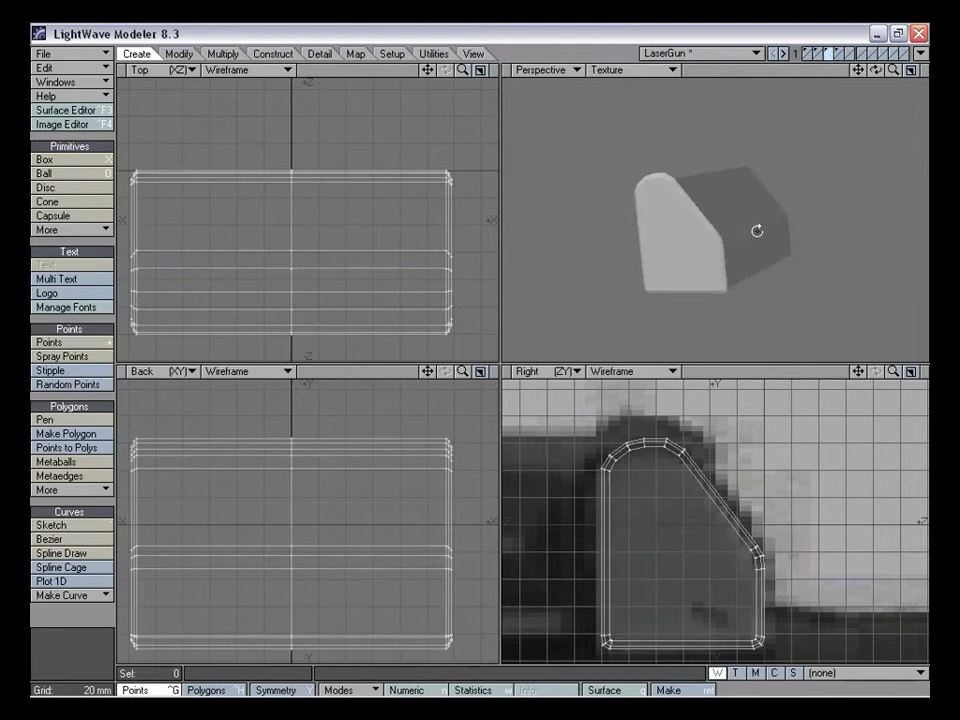 LightWave Modeler 8.3
File
Create Modify Multiply Construct Detail Map Setup Utilities View
LaserGun *
1
Edit
Windows
Help
Surface Editor ^F3
Image Editor ^F4
Top (XZ) Wireframe
Perspective Texture
Primitives
Box X
Ball O
Disc
Cone
Capsule
More
Text
Text
Multi Text
Logo
Manage Fonts
Points
Points +
Spray Points
Stipple
Random Points
Back (XY) Wireframe
Right (ZY) Wireframe
Polygons
Pen
Make Polygon
Points to Polys
Metaballs
Metaedges
More
Curves
Sketch
Bezier
Spline Draw
Spline Cage
Plot 1D
Make Curve
Sel: 0
W T M C S (none)
Grid: 20 mm
Points ^G Polygons ^H Symmetry Y Modes Numeric n Statistics w Info Surface q Make ret